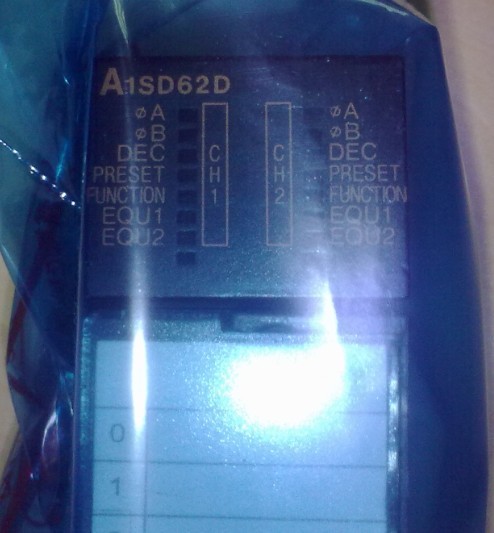 A1SD62D
øA øA
øB øB
DEC C C DEC
PRESET H H PRESET
FUNCTION 1 2 FUNCTION
EQU1 EQU1
EQU2 EQU2
0
1